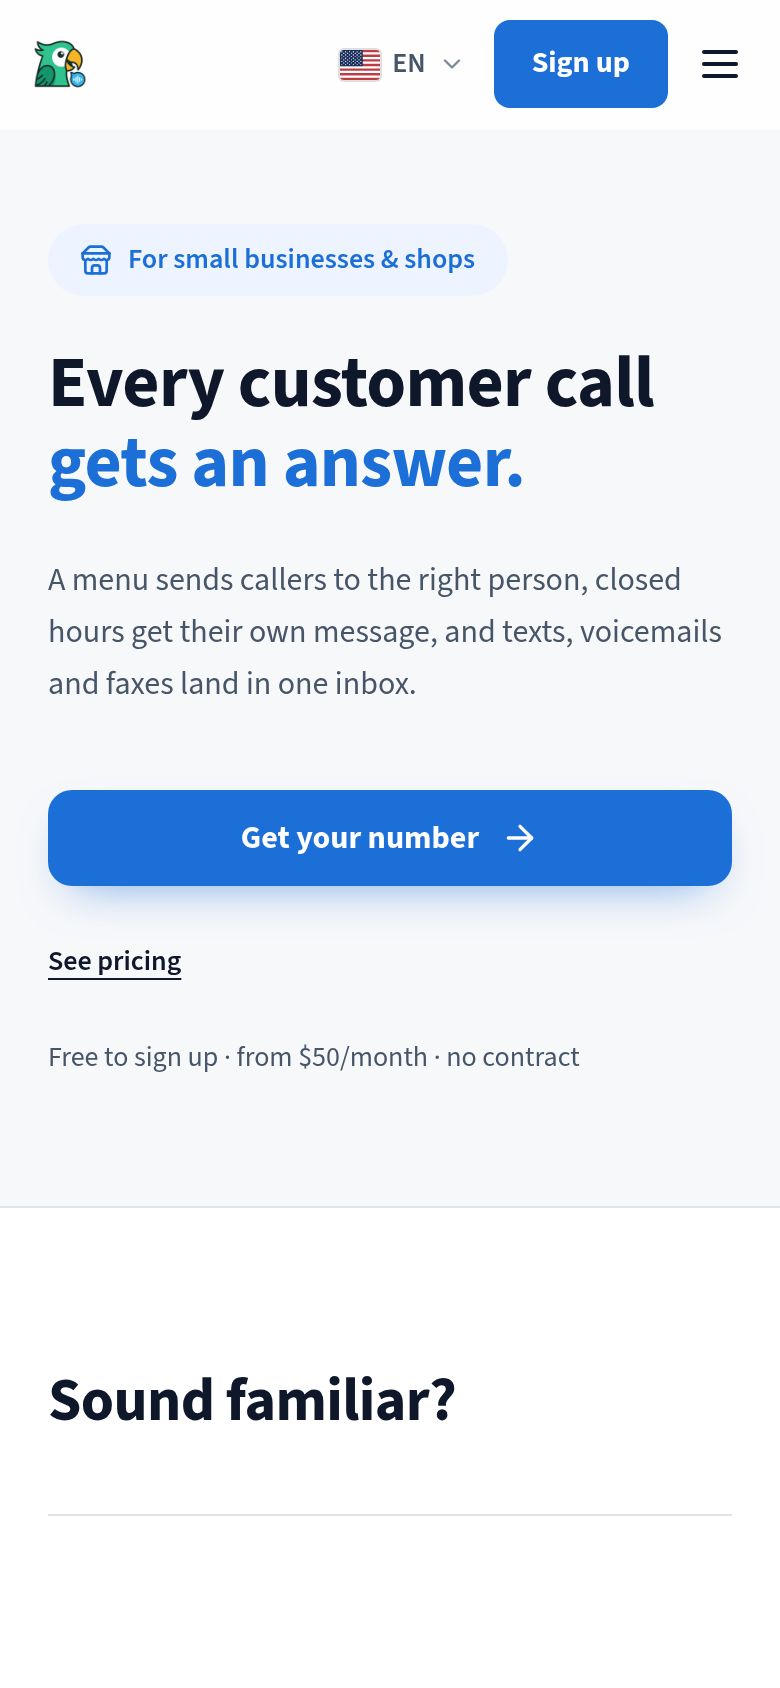 EN
Sign up
For small businesses & shops
Every customer call
gets an answer.
A menu sends callers to the right person, closed
hours get their own message, and texts, voicemails
and faxes land in one inbox.
Get your number
See pricing
Free to sign up · from $50/month · no contract
Sound familiar?